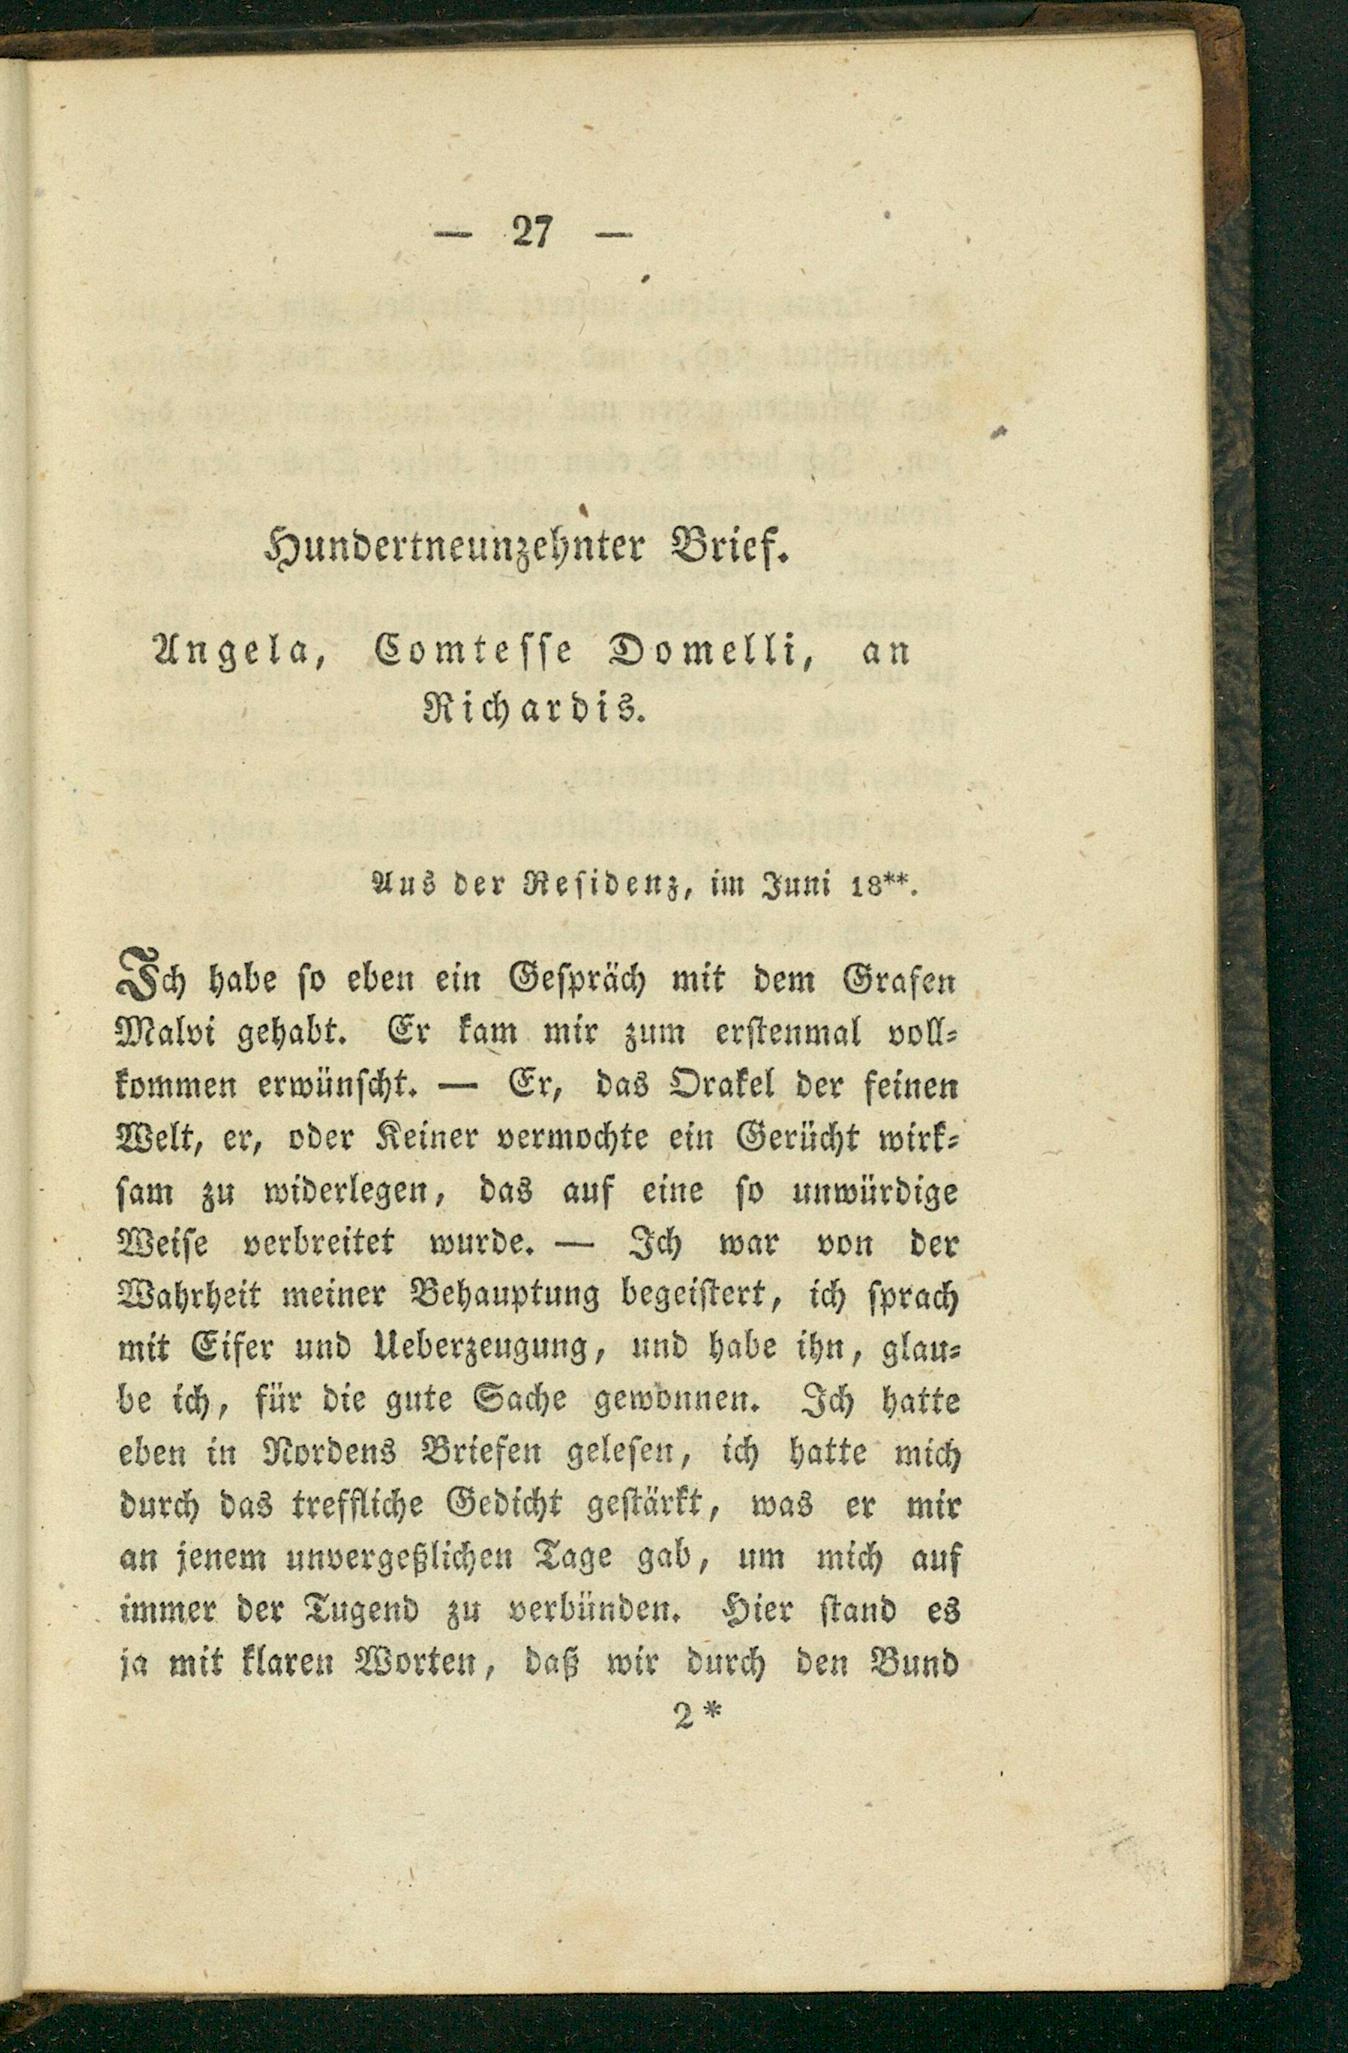 — 27 —
Hundertneunzehnter Brief.
Angela, Comtesse Domelli, an
Richardis.
Aus der Residenz, im Juni 18**.
Ich habe so eben ein Gespräch mit dem Grafen
Malvi gehabt. Er kam mir zum erstenmal voll-
kommen erwünscht. — Er, das Orakel der feinen
Welt, er, oder Keiner vermochte ein Gerücht wirk-
sam zu widerlegen, das auf eine so unwürdige
Weise verbreitet wurde. — Ich war von der
Wahrheit meiner Behauptung begeistert, ich sprach
mit Eifer und Ueberzeugung, und habe ihn, glau-
be ich, für die gute Sache gewonnen. Ich hatte
eben in Nordens Briefen gelesen, ich hatte mich
durch das treffliche Gedicht gestärkt, was er mir
an jenem unvergeßlichen Tage gab, um mich auf
immer der Tugend zu verbünden. Hier stand es
ja mit klaren Worten, daß wir durch den Bund
2*